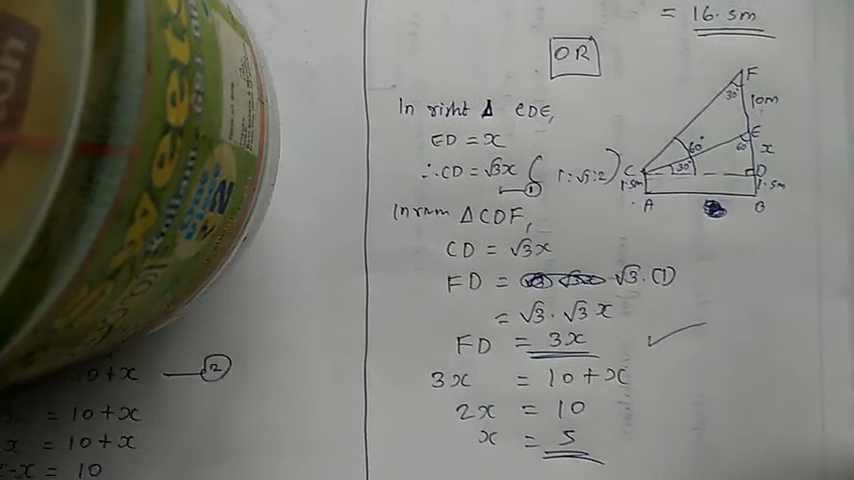 = 16.5m
OR
In right Δ CDE,
ED = x
∴ CD = √3x ( 1:√3:2 )
①
In Δ CDF,
CD = √3x
FD = √3.(1)
= √3. √3 x
FD = 3x ✓
3x = 10+x
2x = 10
x = 5
F
30°
10m
E
60°
60°
x
C
30°
D
1.5m
1.5m
A
B
10+x — ②
= 10+x
x = 10+x
-x = 10
sweets